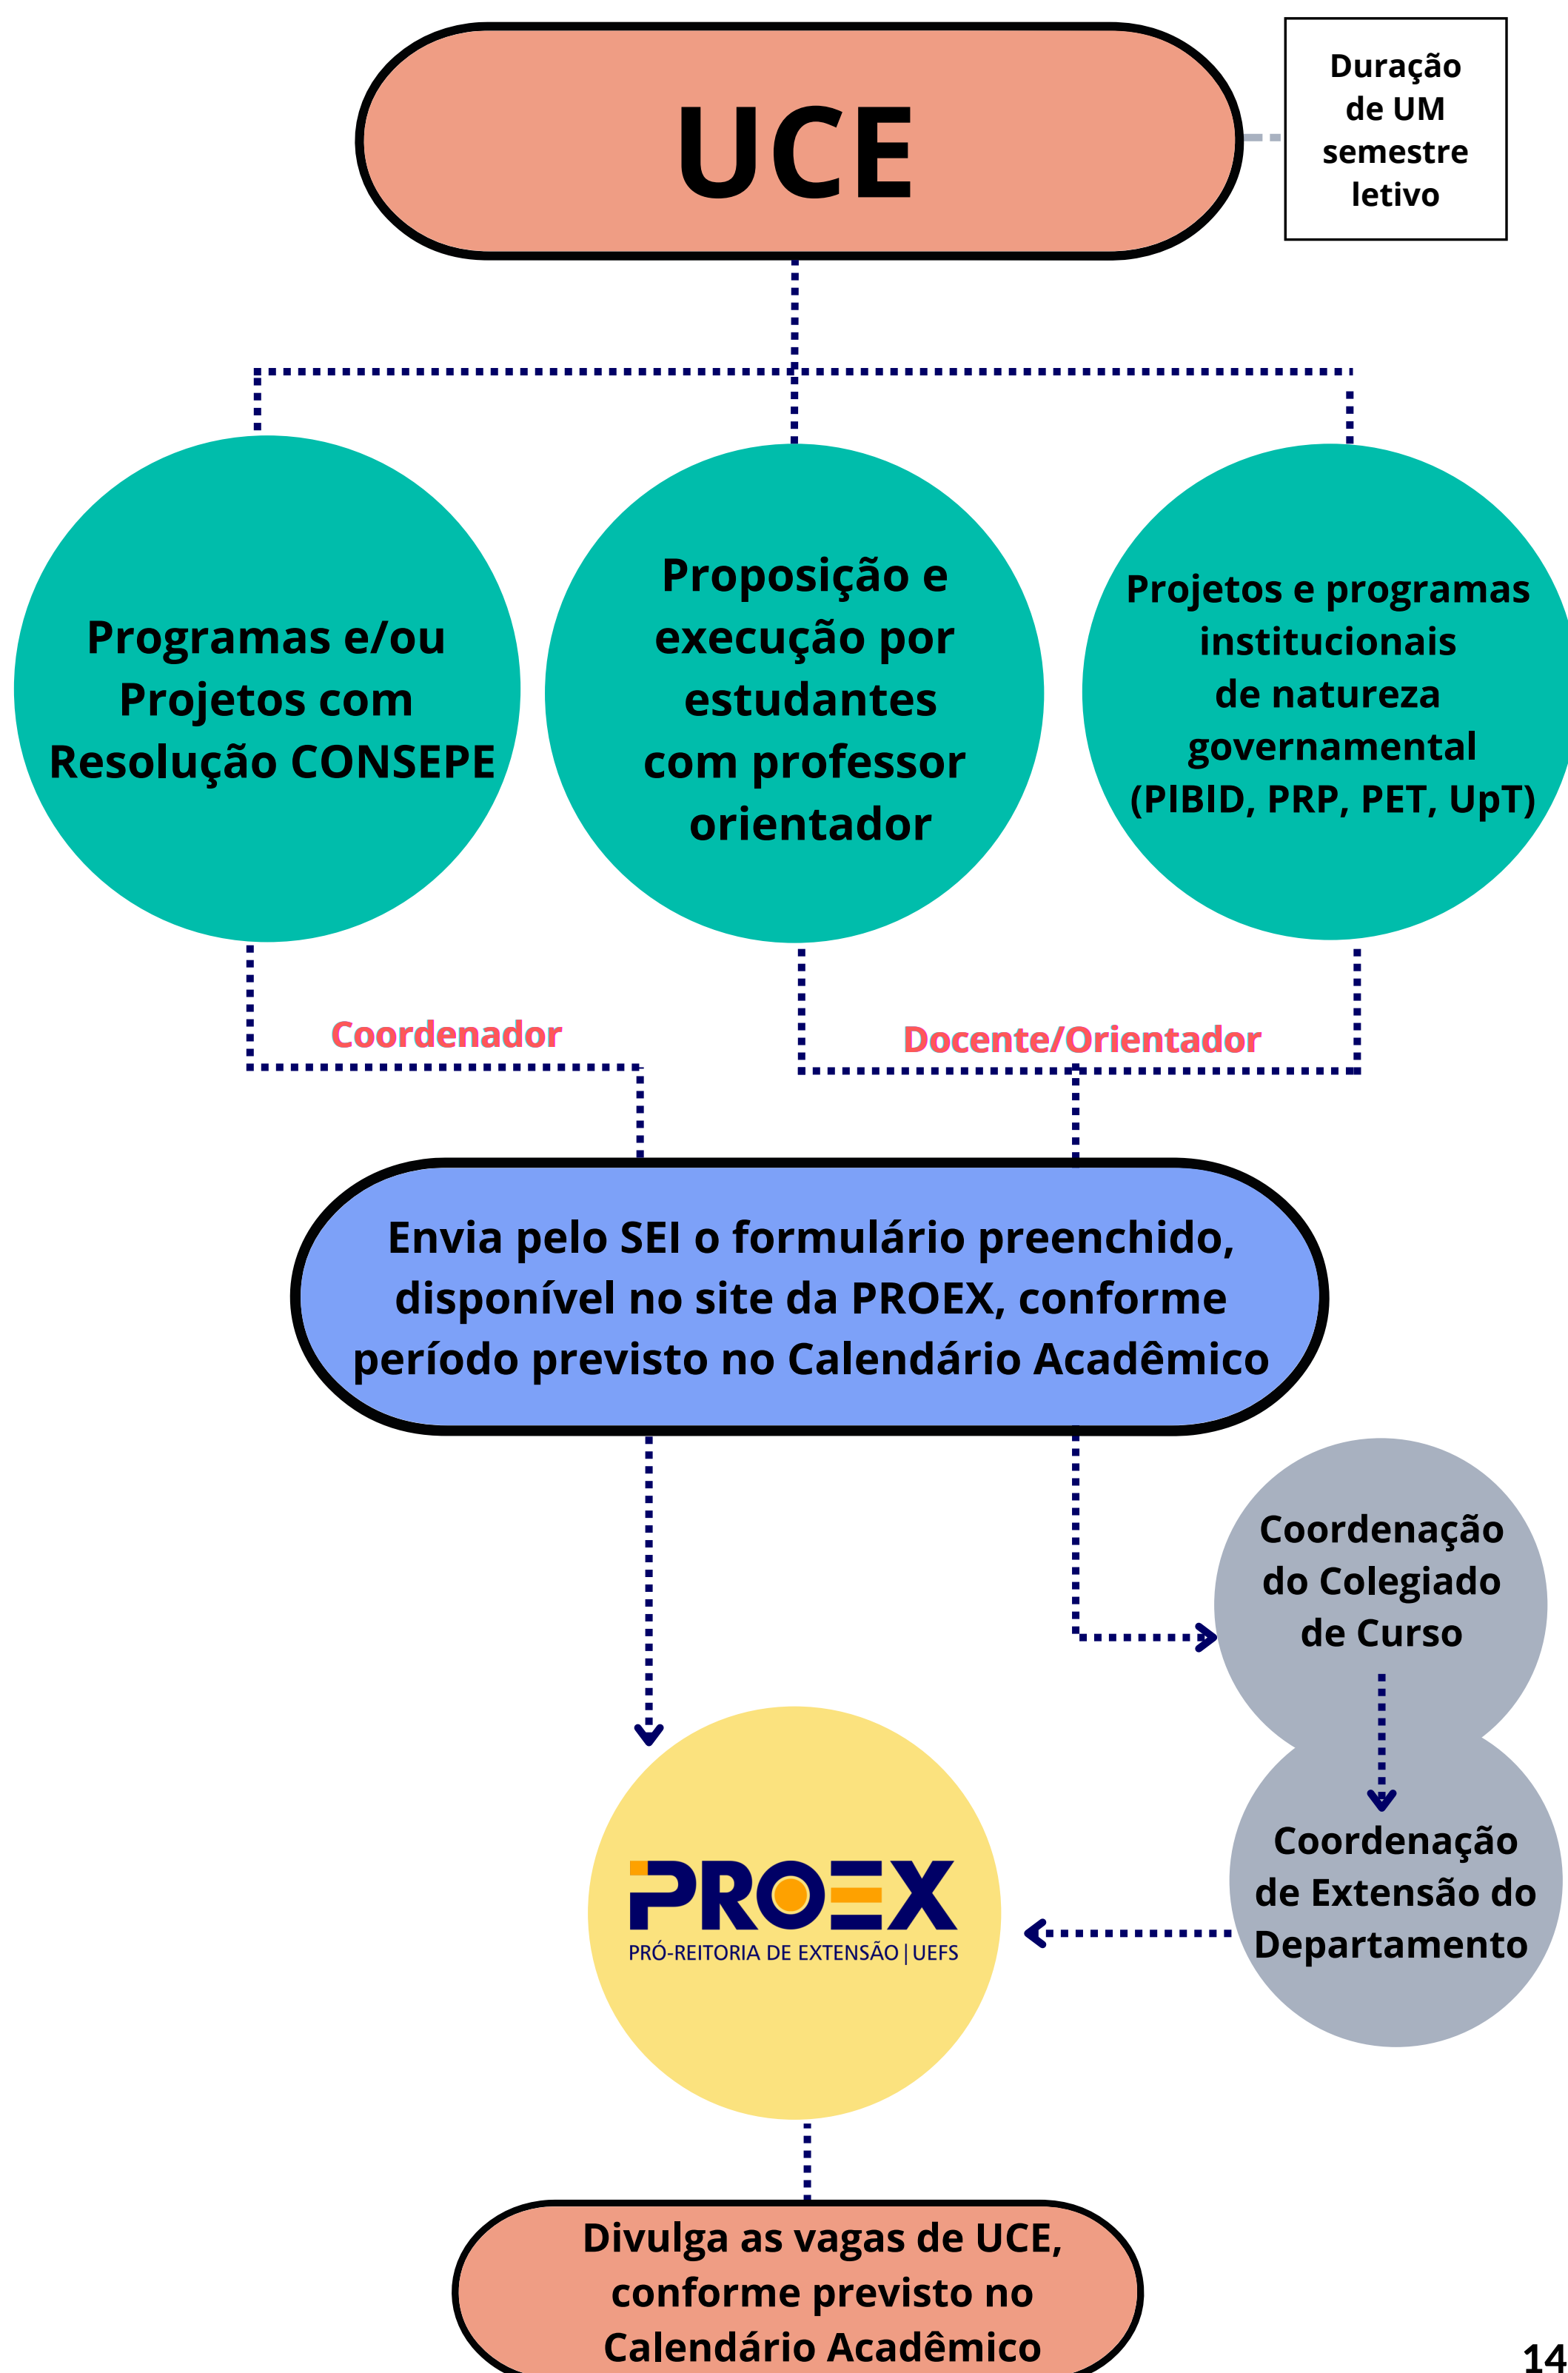 UCE
Duração
de UM
semestre
letivo
Programas e/ou
Projetos com
Resolução CONSEPE
Proposição e
execução por
estudantes
com professor
orientador
Projetos e programas
institucionais
de natureza
governamental
(PIBID, PRP, PET, UpT)
Coordenador
Docente/Orientador
Envia pelo SEI o formulário preenchido,
disponível no site da PROEX, conforme
período previsto no Calendário Acadêmico
Coordenação
do Colegiado
de Curso
Coordenação
de Extensão do
Departamento
PROEX
PRÓ-REITORIA DE EXTENSÃO | UEFS
Divulga as vagas de UCE,
conforme previsto no
Calendário Acadêmico
14